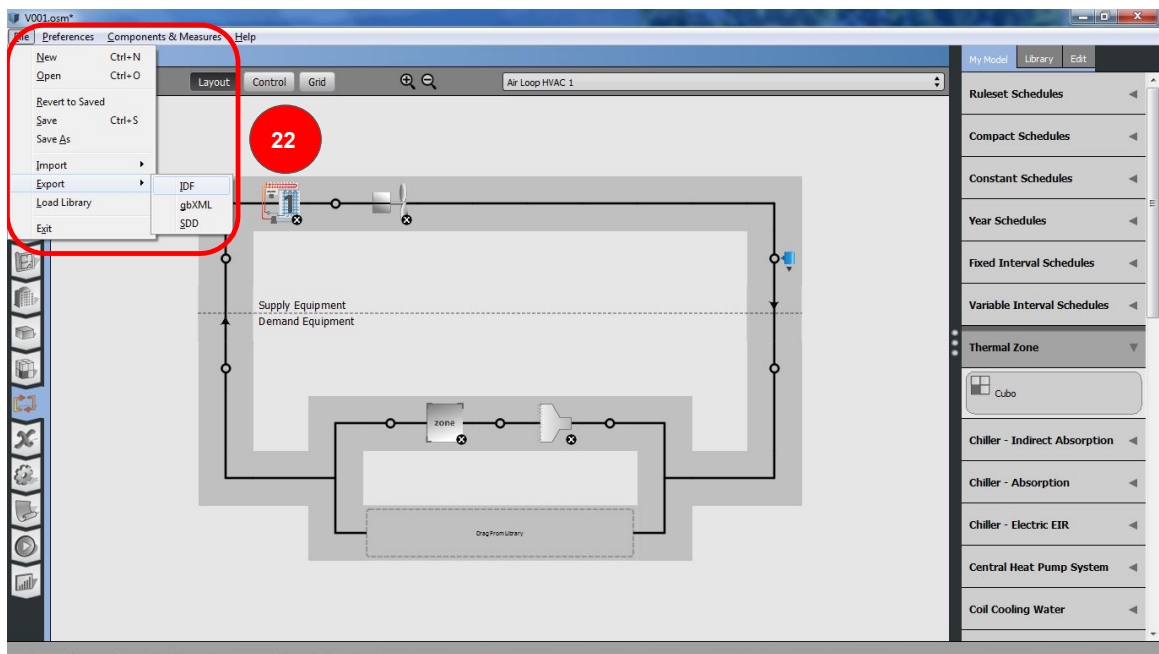 V001.osm*
File Preferences Components & Measures Help
New Ctrl+N
Open Ctrl+O
Revert to Saved
Save Ctrl+S
Save As
Import
Export
Load Library
Exit
IDF
gbXML
SDD
22
Layout Control Grid
Air Loop HVAC 1
1
Supply Equipment
Demand Equipment
zone
Drag From Library
My Model Library Edit
Ruleset Schedules
Compact Schedules
Constant Schedules
Year Schedules
Fixed Interval Schedules
Variable Interval Schedules
Thermal Zone
Cubo
Chiller - Indirect Absorption
Chiller - Absorption
Chiller - Electric EIR
Central Heat Pump System
Coil Cooling Water